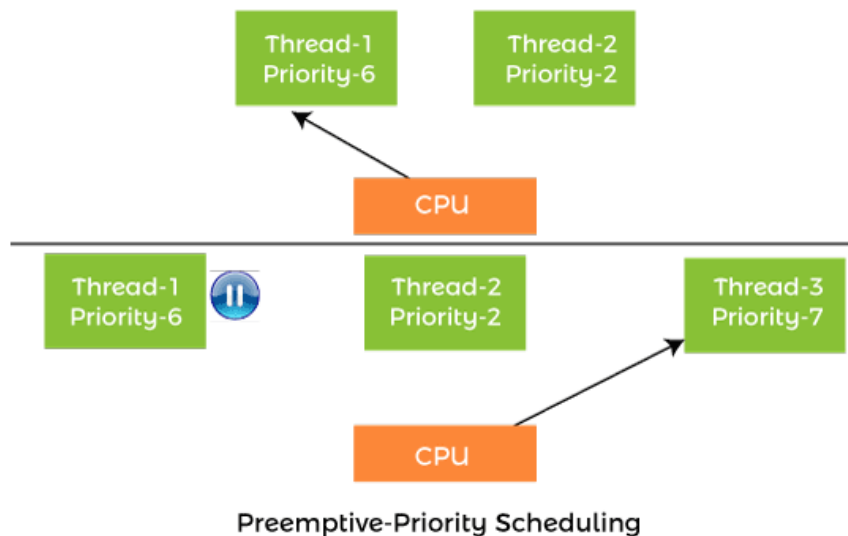 Thread-1
Priority-6
Thread-2
Priority-2
CPU
Thread-1
Priority-6
Thread-2
Priority-2
Thread-3
Priority-7
CPU
Preemptive-Priority Scheduling